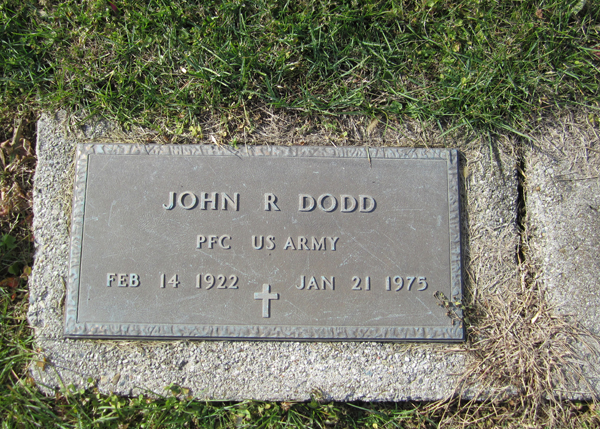 JOHN R DODD
PFC US ARMY
FEB 14 1922 JAN 21 1975